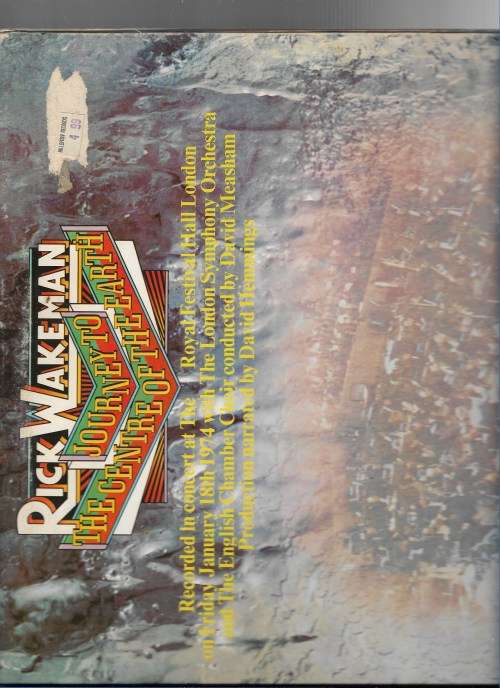 RICK WAKEMAN
JOURNEY TO
THE CENTRE OF THE EARTH
4 99
Recorded in concert at The Royal Festival Hall London
on Friday January 18th 1974 with The London Symphony Orchestra
and The English Chamber Choir conducted by David Measham
Production narrated by David Hemmings